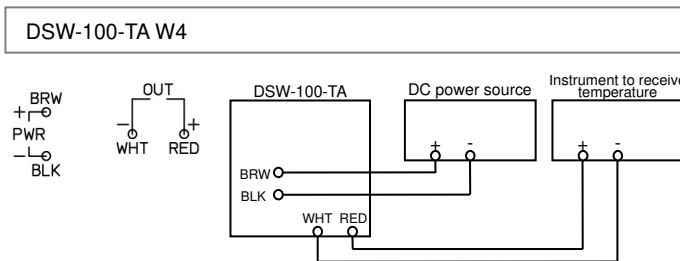 DSW-100-TA W4
BRW
+
PWR
−
BLK
OUT
− +
WHT RED
DSW-100-TA
BRW
BLK
WHT RED
DC power source
+ -
Instrument to receive
temperature
+ -